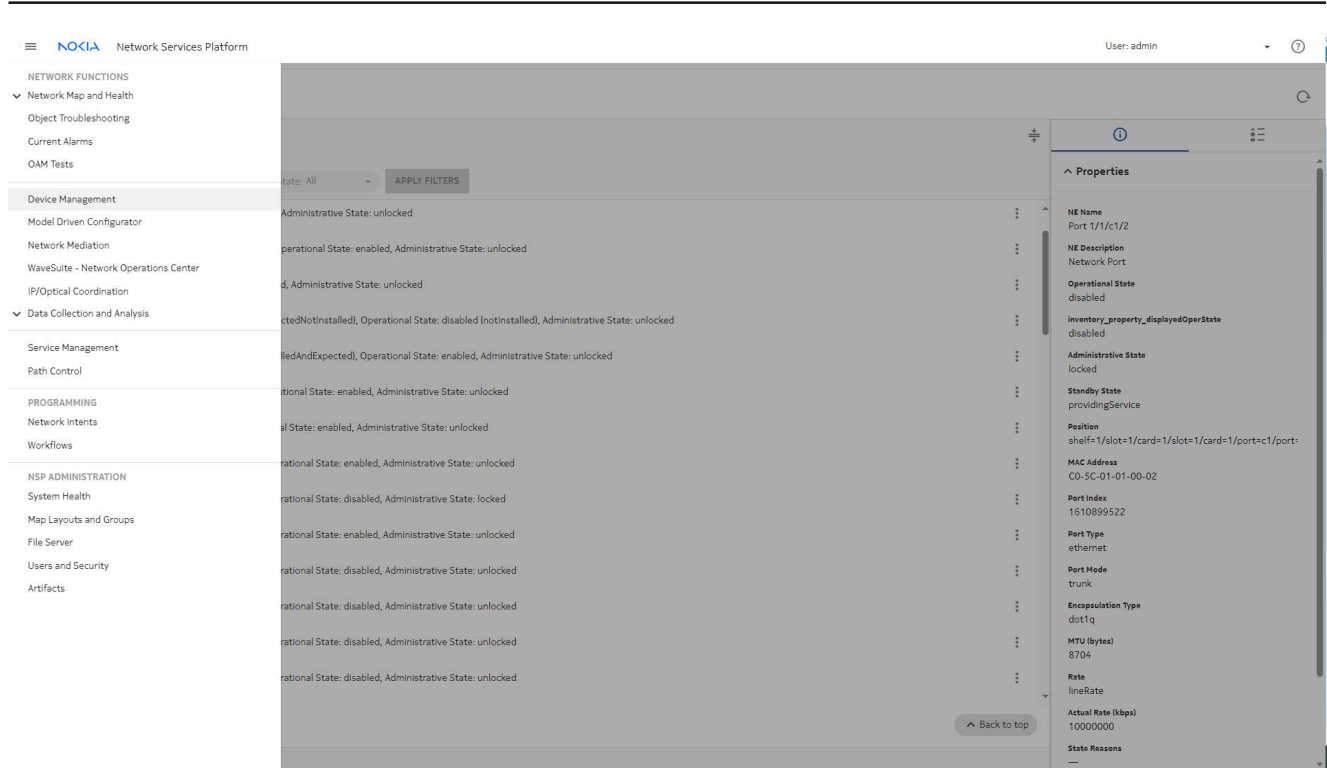 NOKIA Network Services Platform
User: admin
NETWORK FUNCTIONS
Network Map and Health
Object Troubleshooting
Current Alarms
OAM Tests
Device Management
Model Driven Configurator
Network Mediation
WaveSuite - Network Operations Center
IP/Optical Coordination
Data Collection and Analysis
Service Management
Path Control
PROGRAMMING
Network Intents
Workflows
NSP ADMINISTRATION
System Health
Map Layouts and Groups
File Server
Users and Security
Artifacts
State: All
APPLY FILTERS
Administrative State: unlocked
perational State: enabled, Administrative State: unlocked
d, Administrative State: unlocked
ctedNotInstalled), Operational State: disabled (notInstalled), Administrative State: unlocked
lledAndExpected), Operational State: enabled, Administrative State: unlocked
tional State: enabled, Administrative State: unlocked
al State: enabled, Administrative State: unlocked
rational State: enabled, Administrative State: unlocked
rational State: disabled, Administrative State: locked
rational State: enabled, Administrative State: unlocked
rational State: disabled, Administrative State: unlocked
rational State: disabled, Administrative State: unlocked
rational State: disabled, Administrative State: unlocked
rational State: disabled, Administrative State: unlocked
Back to top
Properties
NE Name
Port 1/1/c1/2
NE Description
Network Port
Operational State
disabled
inventory_property_displayedOperState
disabled
Administrative State
locked
Standby State
providingService
Position
shelf=1/slot=1/card=1/slot=1/card=1/port=c1/port=
MAC Address
C0-5C-01-01-00-02
Port Index
1610899522
Port Type
ethernet
Port Mode
trunk
Encapsulation Type
dot1q
MTU (bytes)
8704
Rate
lineRate
Actual Rate (kbps)
10000000
State Reasons
—